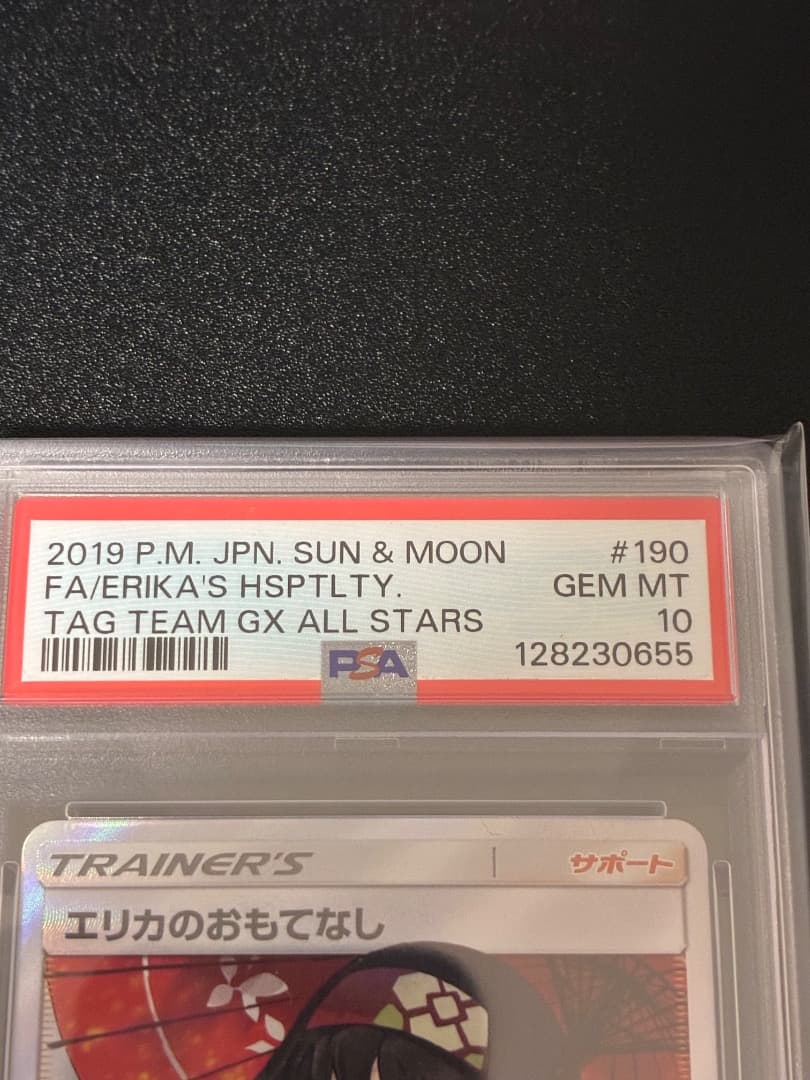 2019 P.M. JPN. SUN & MOON #190
FA/ERIKA'S HSPTLTY. GEM MT
TAG TEAM GX ALL STARS 10
PSA 128230655
TRAINER'S サポート
エリカのおもてなし